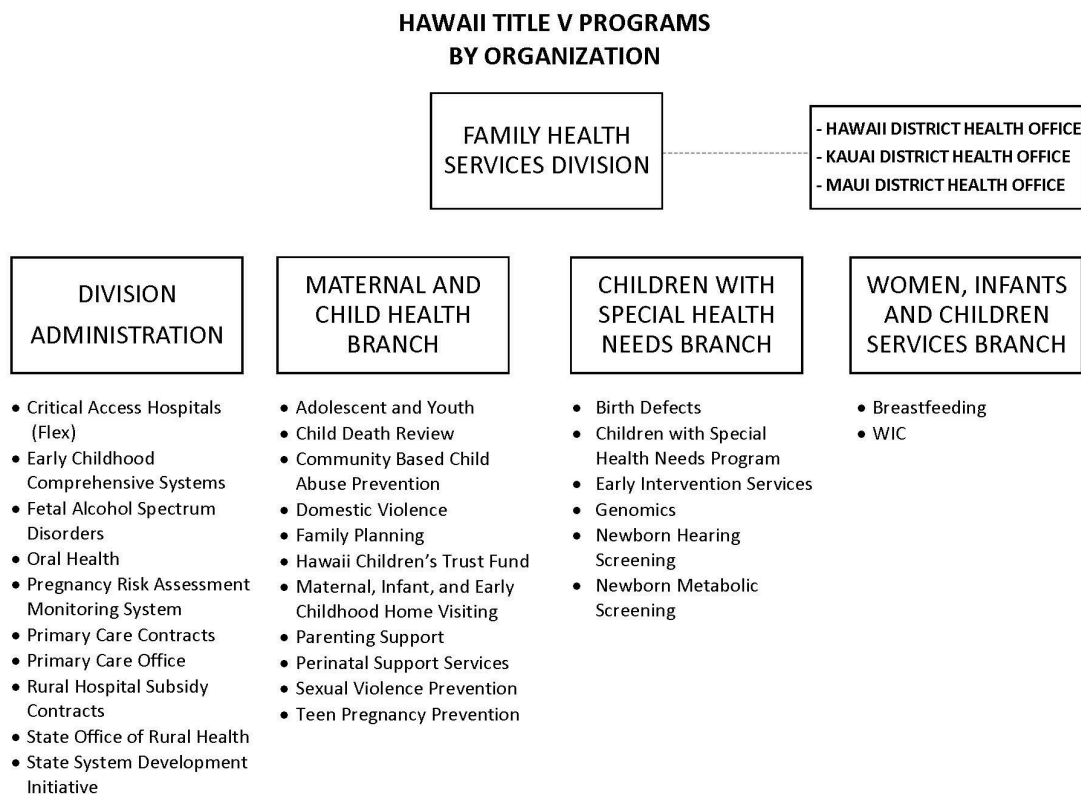 HAWAII TITLE V PROGRAMS
BY ORGANIZATION
FAMILY HEALTH
SERVICES DIVISION
- HAWAII DISTRICT HEALTH OFFICE
- KAUAI DISTRICT HEALTH OFFICE
- MAUI DISTRICT HEALTH OFFICE
DIVISION
ADMINISTRATION
• Critical Access Hospitals
(Flex)
• Early Childhood
Comprehensive Systems
• Fetal Alcohol Spectrum
Disorders
• Oral Health
• Pregnancy Risk Assessment
Monitoring System
• Primary Care Contracts
• Primary Care Office
• Rural Hospital Subsidy
Contracts
• State Office of Rural Health
• State System Development
Initiative
MATERNAL AND
CHILD HEALTH
BRANCH
• Adolescent and Youth
• Child Death Review
• Community Based Child
Abuse Prevention
• Domestic Violence
• Family Planning
• Hawaii Children’s Trust Fund
• Maternal, Infant, and Early
Childhood Home Visiting
• Parenting Support
• Perinatal Support Services
• Sexual Violence Prevention
• Teen Pregnancy Prevention
CHILDREN WITH
SPECIAL HEALTH
NEEDS BRANCH
• Birth Defects
• Children with Special
Health Needs Program
• Early Intervention Services
• Genomics
• Newborn Hearing
Screening
• Newborn Metabolic
Screening
WOMEN, INFANTS
AND CHILDREN
SERVICES BRANCH
• Breastfeeding
• WIC